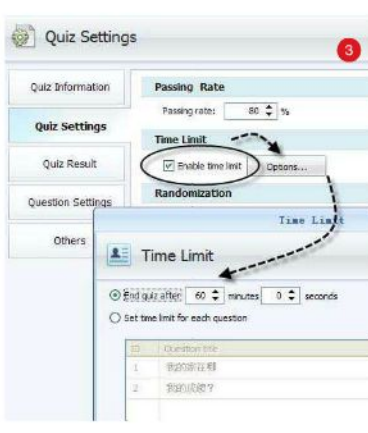 Quiz Settings
3
Quiz Information
Passing Rate
Passing rate: 80 %
Quiz Settings
Time Limit
Quiz Result
Enable time limit
Options...
Question Settings
Randomization
Others
Time Limit
Time Limit
End quiz after: 60 minutes 0 seconds
Set time limit for each question
ID Question title
1
2